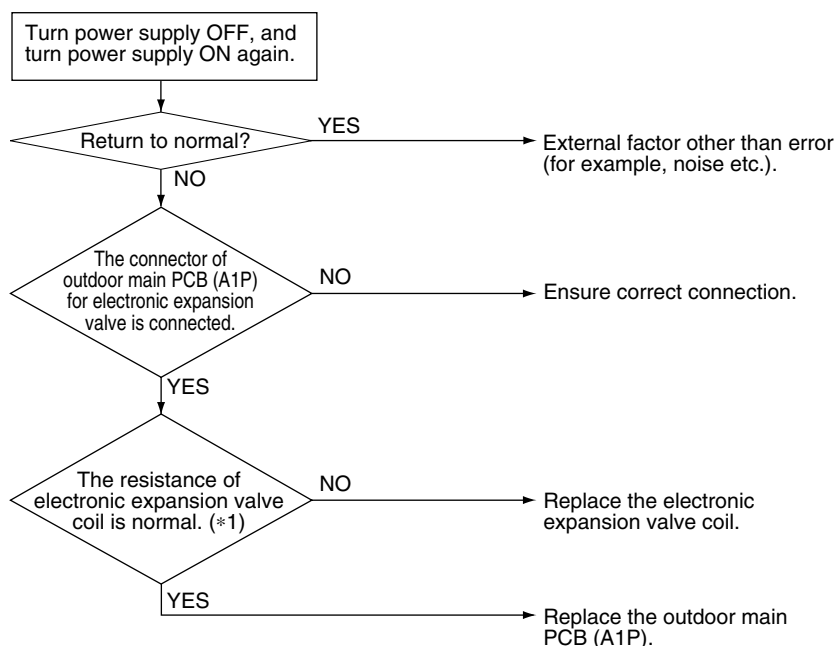 Turn power supply OFF, and
turn power supply ON again.
Return to normal?
YES
External factor other than error
(for example, noise etc.).
NO
The connector of
outdoor main PCB (A1P)
for electronic expansion
valve is connected.
NO
Ensure correct connection.
YES
The resistance of
electronic expansion valve
coil is normal. (*1)
NO
Replace the electronic
expansion valve coil.
YES
Replace the outdoor main
PCB (A1P).